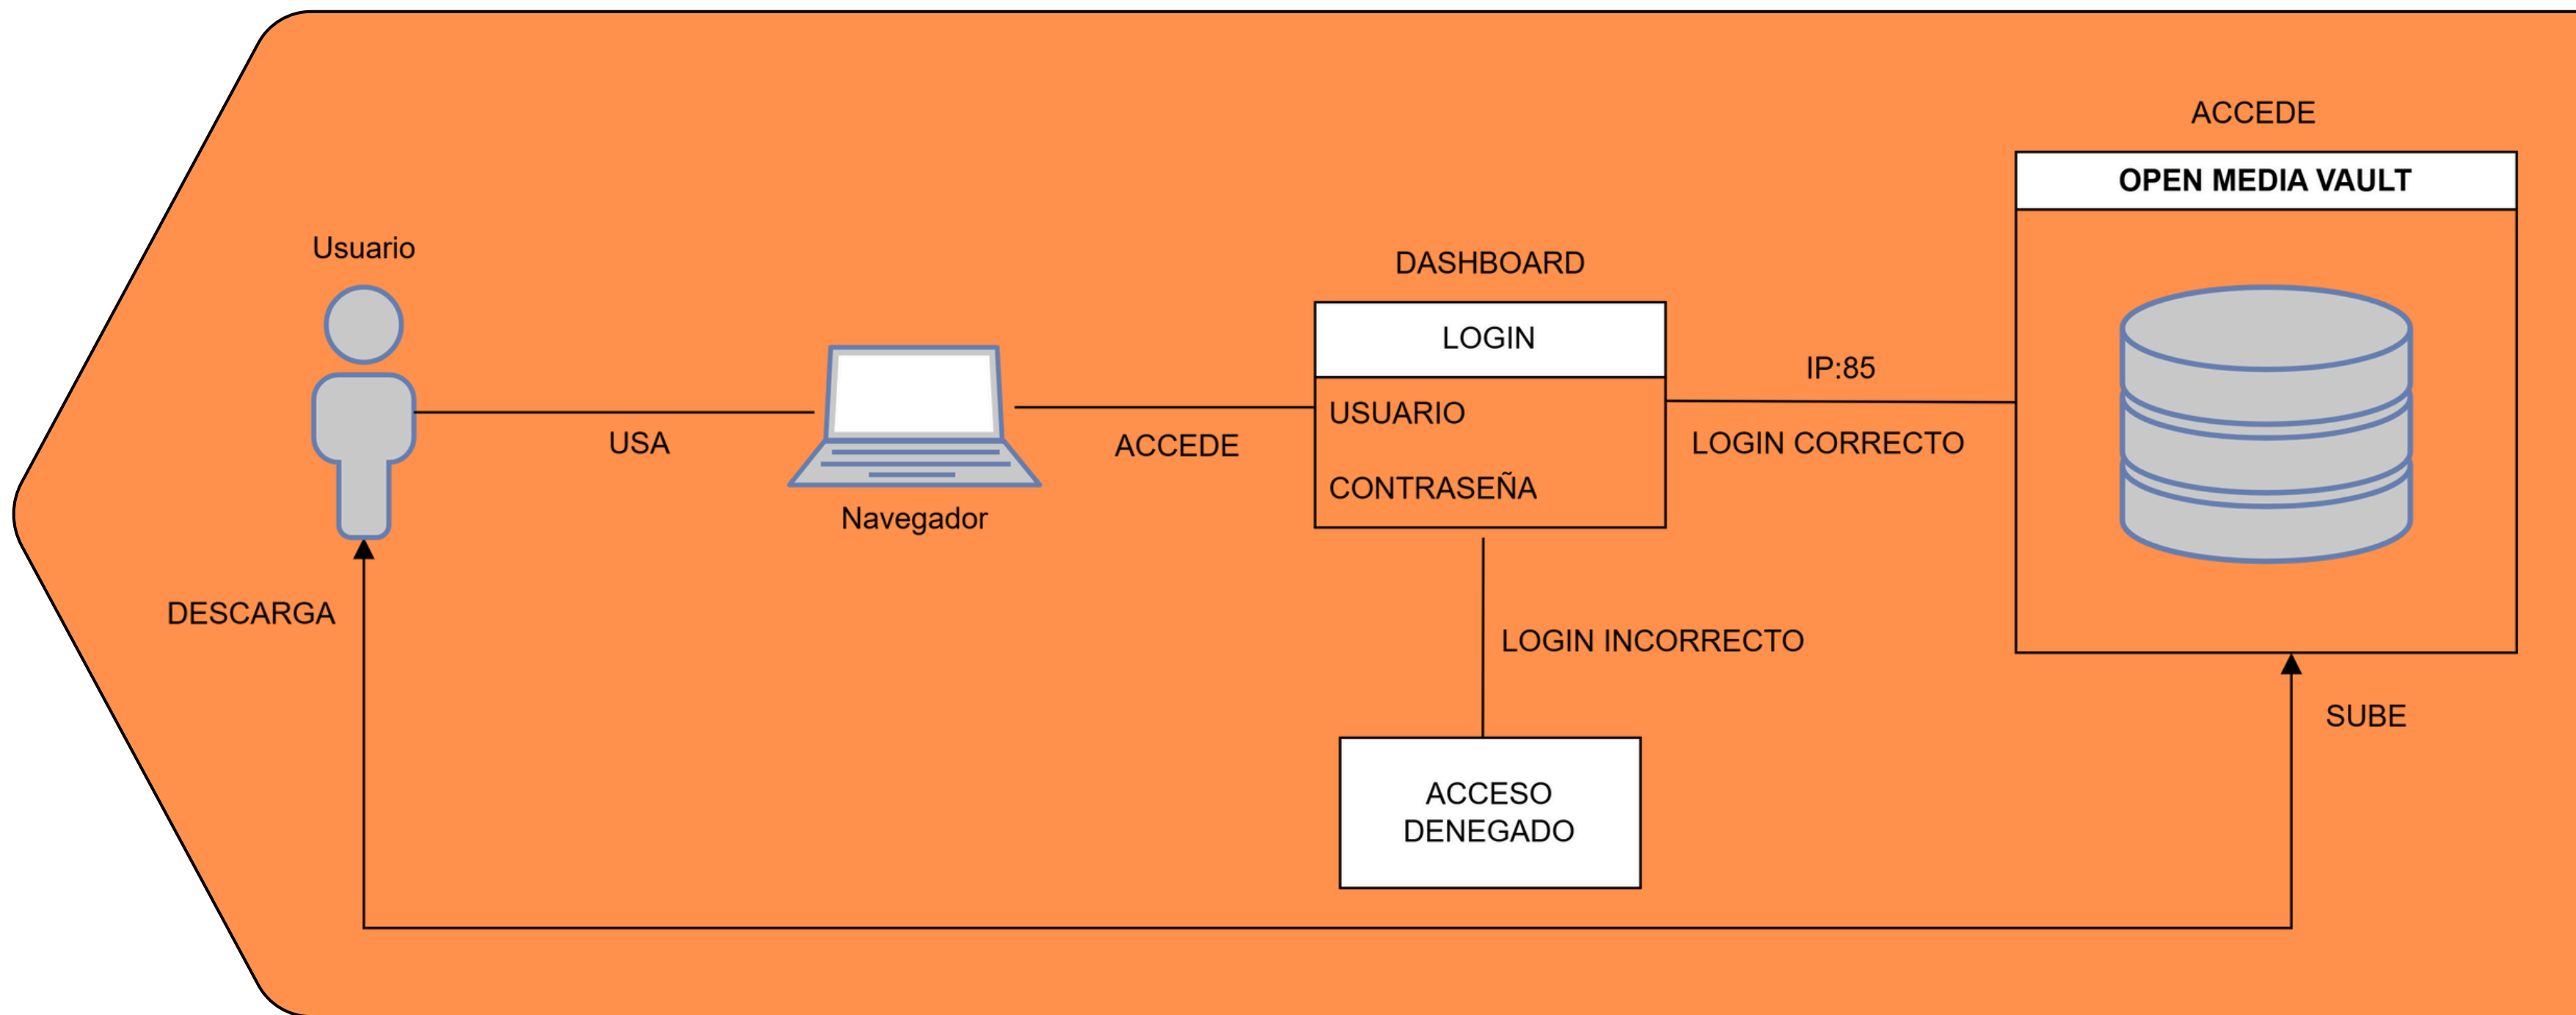 ACCEDE
OPEN MEDIA VAULT
Usuario
DASHBOARD
LOGIN
IP:85
USUARIO
USA
ACCEDE
LOGIN CORRECTO
CONTRASEÑA
Navegador
DESCARGA
LOGIN INCORRECTO
SUBE
ACCESO
DENEGADO